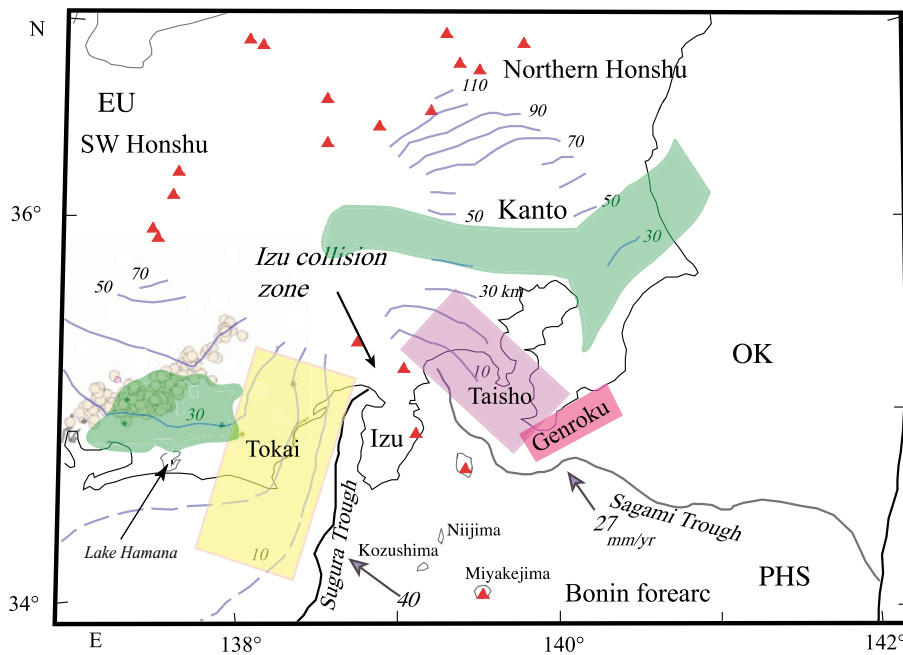 N
Northern Honshu
110
EU
90
SW Honshu
70
36°
50
Kanto
50
30
Izu collision
zone
70
50
30 km
OK
10
Taisho
30
Genroku
Izu
Tokai
Sagami Trough
27
mm/yr
Sugura Trough
Niijima
Lake Hamana
10
Kozushima
Miyakejima
PHS
Bonin forearc
40
34°
E
138°
140°
142°